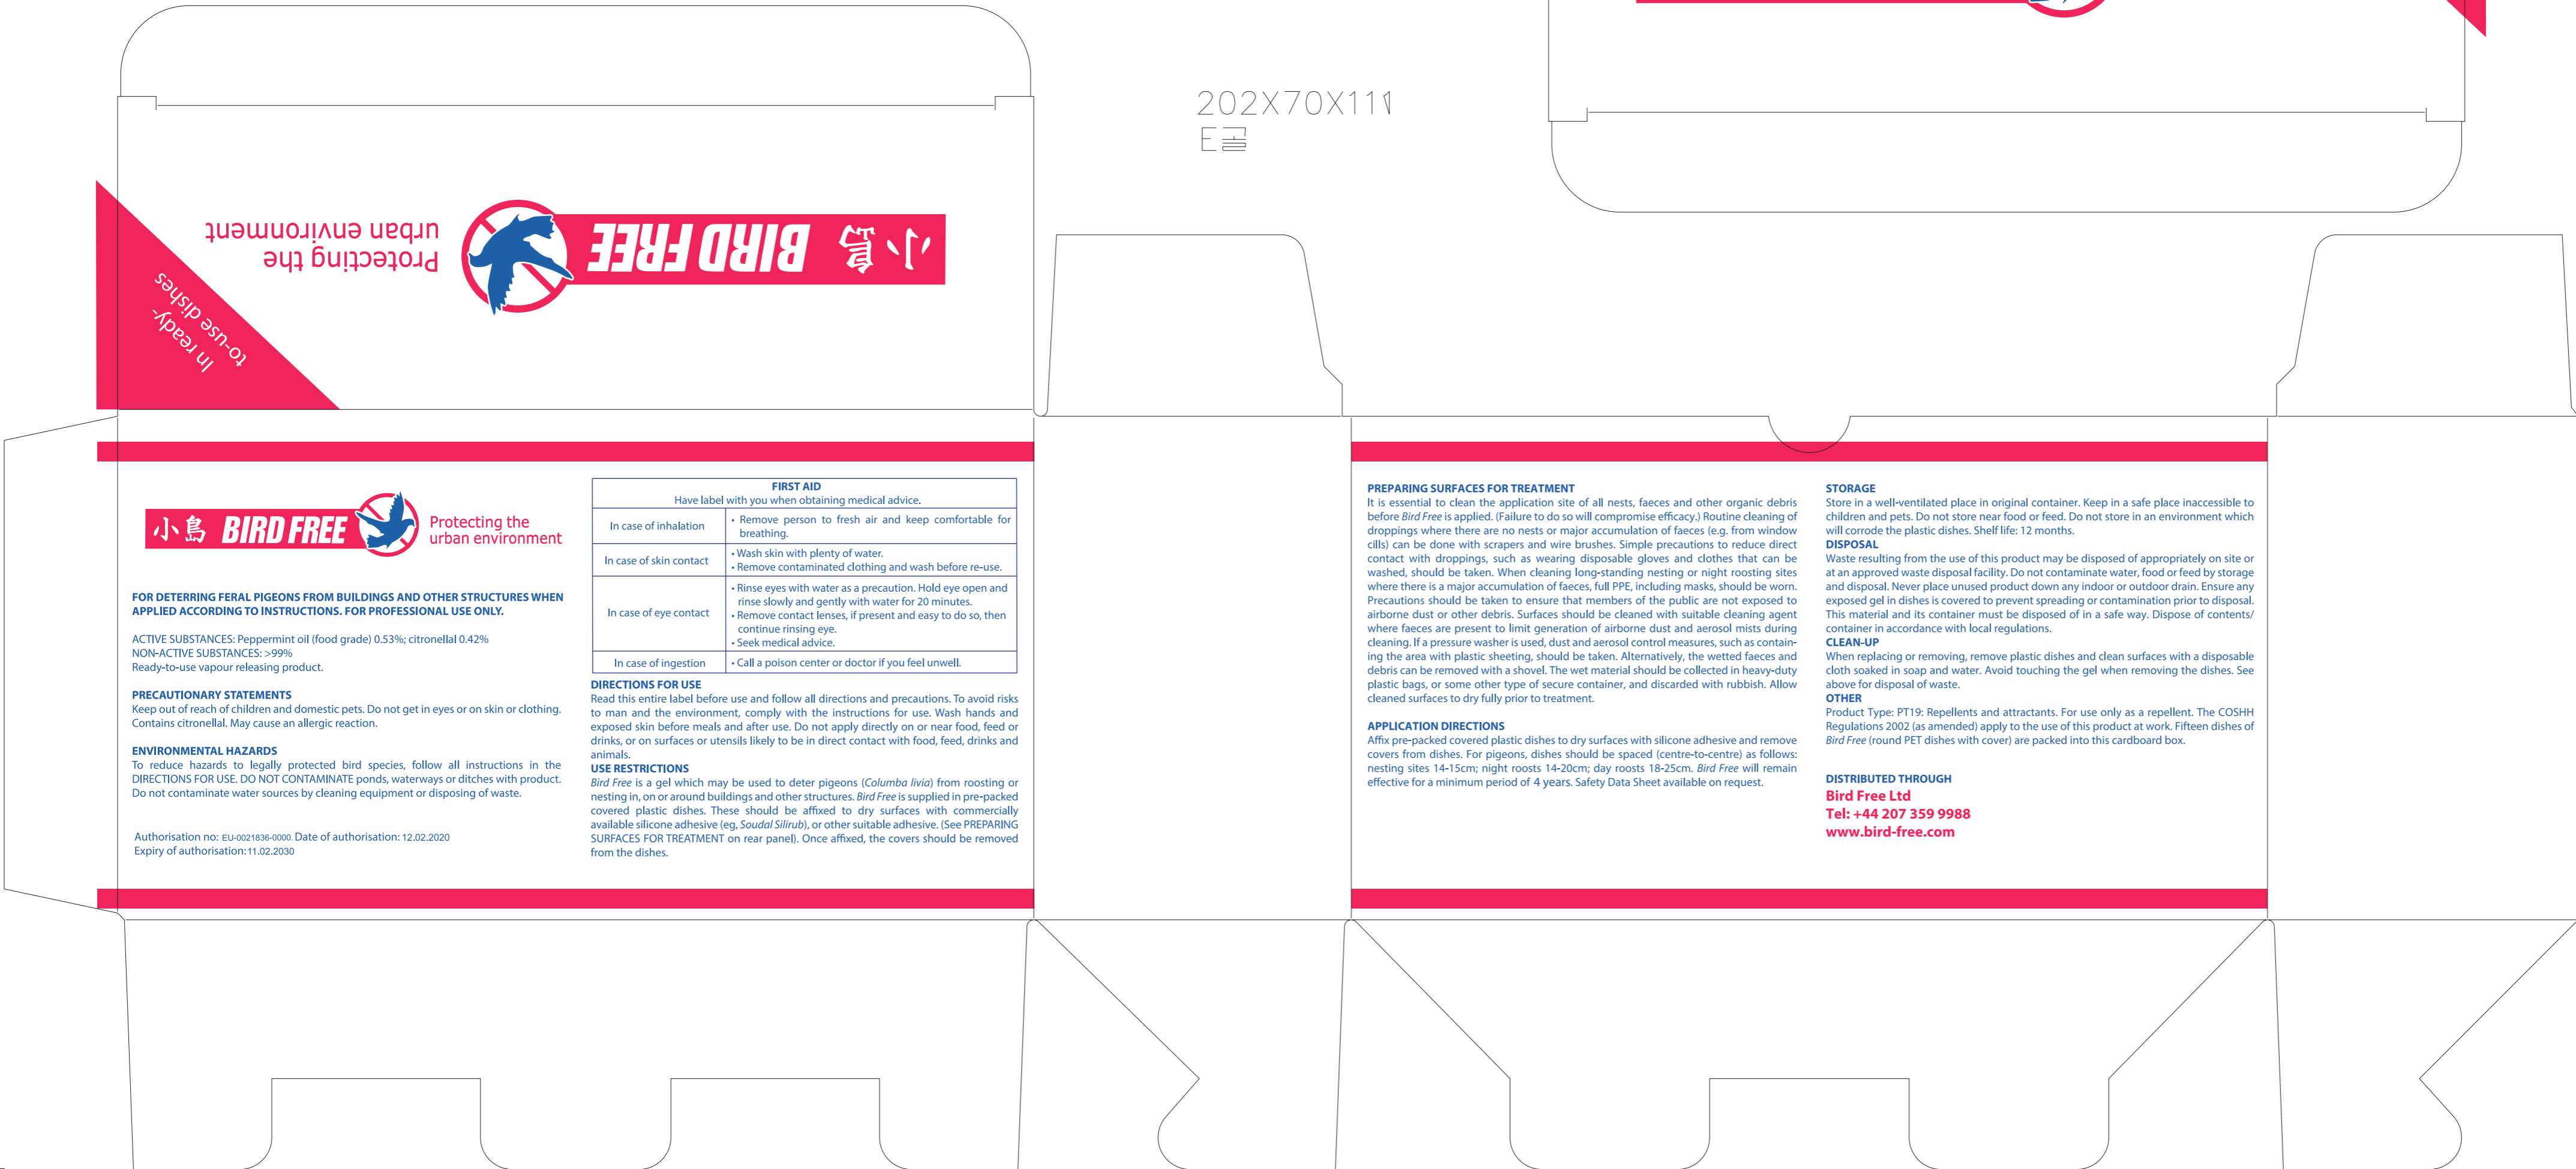 202X70X111
E골
小鳥 BIRD FREE
Protecting the
urban environment
In ready-
to-use dishes
小鳥 BIRD FREE
Protecting the
urban environment
FOR DETERRING FERAL PIGEONS FROM BUILDINGS AND OTHER STRUCTURES WHEN
APPLIED ACCORDING TO INSTRUCTIONS. FOR PROFESSIONAL USE ONLY.
ACTIVE SUBSTANCES: Peppermint oil (food grade) 0.53%; citronellal 0.42%
NON-ACTIVE SUBSTANCES: >99%
Ready-to-use vapour releasing product.
PRECAUTIONARY STATEMENTS
Keep out of reach of children and domestic pets. Do not get in eyes or on skin or clothing.
Contains citronellal. May cause an allergic reaction.
ENVIRONMENTAL HAZARDS
To reduce hazards to legally protected bird species, follow all instructions in the
DIRECTIONS FOR USE. DO NOT CONTAMINATE ponds, waterways or ditches with product.
Do not contaminate water sources by cleaning equipment or disposing of waste.
Authorisation no: EU-0021836-0000. Date of authorisation: 12.02.2020
Expiry of authorisation: 11.02.2030
FIRST AID
Have label with you when obtaining medical advice.
In case of inhalation
• Remove person to fresh air and keep comfortable for
breathing.
In case of skin contact
• Wash skin with plenty of water.
• Remove contaminated clothing and wash before re-use.
In case of eye contact
• Rinse eyes with water as a precaution. Hold eye open and
rinse slowly and gently with water for 20 minutes.
• Remove contact lenses, if present and easy to do so, then
continue rinsing eye.
• Seek medical advice.
In case of ingestion
• Call a poison center or doctor if you feel unwell.
DIRECTIONS FOR USE
Read this entire label before use and follow all directions and precautions. To avoid risks
to man and the environment, comply with the instructions for use. Wash hands and
exposed skin before meals and after use. Do not apply directly on or near food, feed or
drinks, or on surfaces or utensils likely to be in direct contact with food, feed, drinks and
animals.
USE RESTRICTIONS
Bird Free is a gel which may be used to deter pigeons (Columba livia) from roosting or
nesting in, on or around buildings and other structures. Bird Free is supplied in pre-packed
covered plastic dishes. These should be affixed to dry surfaces with commercially
available silicone adhesive (eg, Soudal Silirub), or other suitable adhesive. (See PREPARING
SURFACES FOR TREATMENT on rear panel). Once affixed, the covers should be removed
from the dishes.
PREPARING SURFACES FOR TREATMENT
It is essential to clean the application site of all nests, faeces and other organic debris
before Bird Free is applied. (Failure to do so will compromise efficacy.) Routine cleaning of
droppings where there are no nests or major accumulation of faeces (e.g. from window
cills) can be done with scrapers and wire brushes. Simple precautions to reduce direct
contact with droppings, such as wearing disposable gloves and clothes that can be
washed, should be taken. When cleaning long-standing nesting or night roosting sites
where there is a major accumulation of faeces, full PPE, including masks, should be worn.
Precautions should be taken to ensure that members of the public are not exposed to
airborne dust or other debris. Surfaces should be cleaned with suitable cleaning agent
where faeces are present to limit generation of airborne dust and aerosol mists during
cleaning. If a pressure washer is used, dust and aerosol control measures, such as contain-
ing the area with plastic sheeting, should be taken. Alternatively, the wetted faeces and
debris can be removed with a shovel. The wet material should be collected in heavy-duty
plastic bags, or some other type of secure container, and discarded with rubbish. Allow
cleaned surfaces to dry fully prior to treatment.
APPLICATION DIRECTIONS
Affix pre-packed covered plastic dishes to dry surfaces with silicone adhesive and remove
covers from dishes. For pigeons, dishes should be spaced (centre-to-centre) as follows:
nesting sites 14-15cm; night roosts 14-20cm; day roosts 18-25cm. Bird Free will remain
effective for a minimum period of 4 years. Safety Data Sheet available on request.
STORAGE
Store in a well-ventilated place in original container. Keep in a safe place inaccessible to
children and pets. Do not store near food or feed. Do not store in an environment which
will corrode the plastic dishes. Shelf life: 12 months.
DISPOSAL
Waste resulting from the use of this product may be disposed of appropriately on site or
at an approved waste disposal facility. Do not contaminate water, food or feed by storage
and disposal. Never place unused product down any indoor or outdoor drain. Ensure any
exposed gel in dishes is covered to prevent spreading or contamination prior to disposal.
This material and its container must be disposed of in a safe way. Dispose of contents/
container in accordance with local regulations.
CLEAN-UP
When replacing or removing, remove plastic dishes and clean surfaces with a disposable
cloth soaked in soap and water. Avoid touching the gel when removing the dishes. See
above for disposal of waste.
OTHER
Product Type: PT19: Repellents and attractants. For use only as a repellent. The COSHH
Regulations 2002 (as amended) apply to the use of this product at work. Fifteen dishes of
Bird Free (round PET dishes with cover) are packed into this cardboard box.
DISTRIBUTED THROUGH
Bird Free Ltd
Tel: +44 207 359 9988
www.bird-free.com